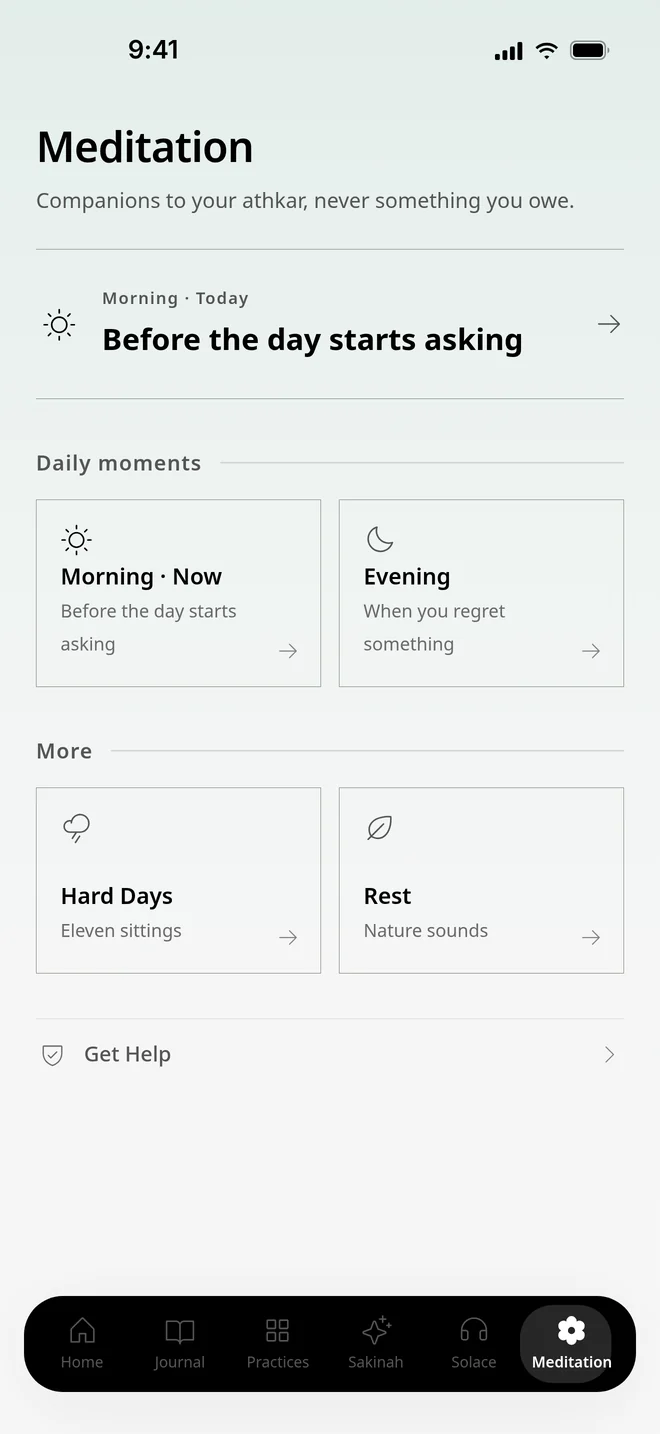 9:41
Meditation
Companions to your athkar, never something you owe.
Morning · Today
Before the day starts asking
Daily moments
Morning · Now
Before the day starts
asking
Evening
When you regret
something
More
Hard Days
Eleven sittings
Rest
Nature sounds
Get Help
Home
Journal
Practices
Sakinah
Solace
Meditation